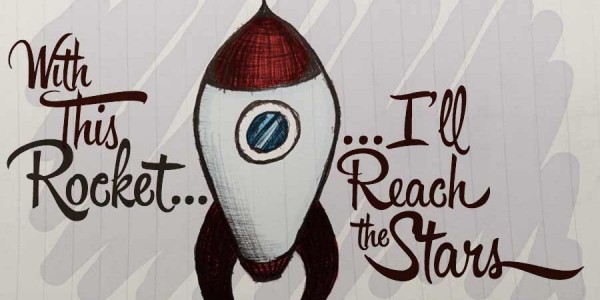 With
This
Rocket...
...I'll
Reach
the Stars